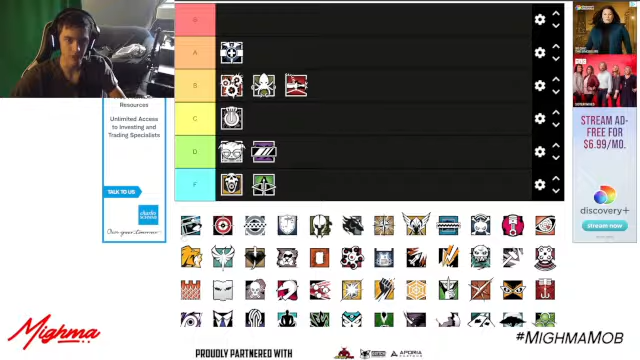 S
A
B
C
D
F
Resources
Unlimited Access
to Investing and
Trading Specialists
TALK TO US
STREAM AD-
FREE FOR
$6.99/MO.
discovery+
stream now
Mighma
PROUDLY PARTNERED WITH
APORIA
#MIGHMAMOB